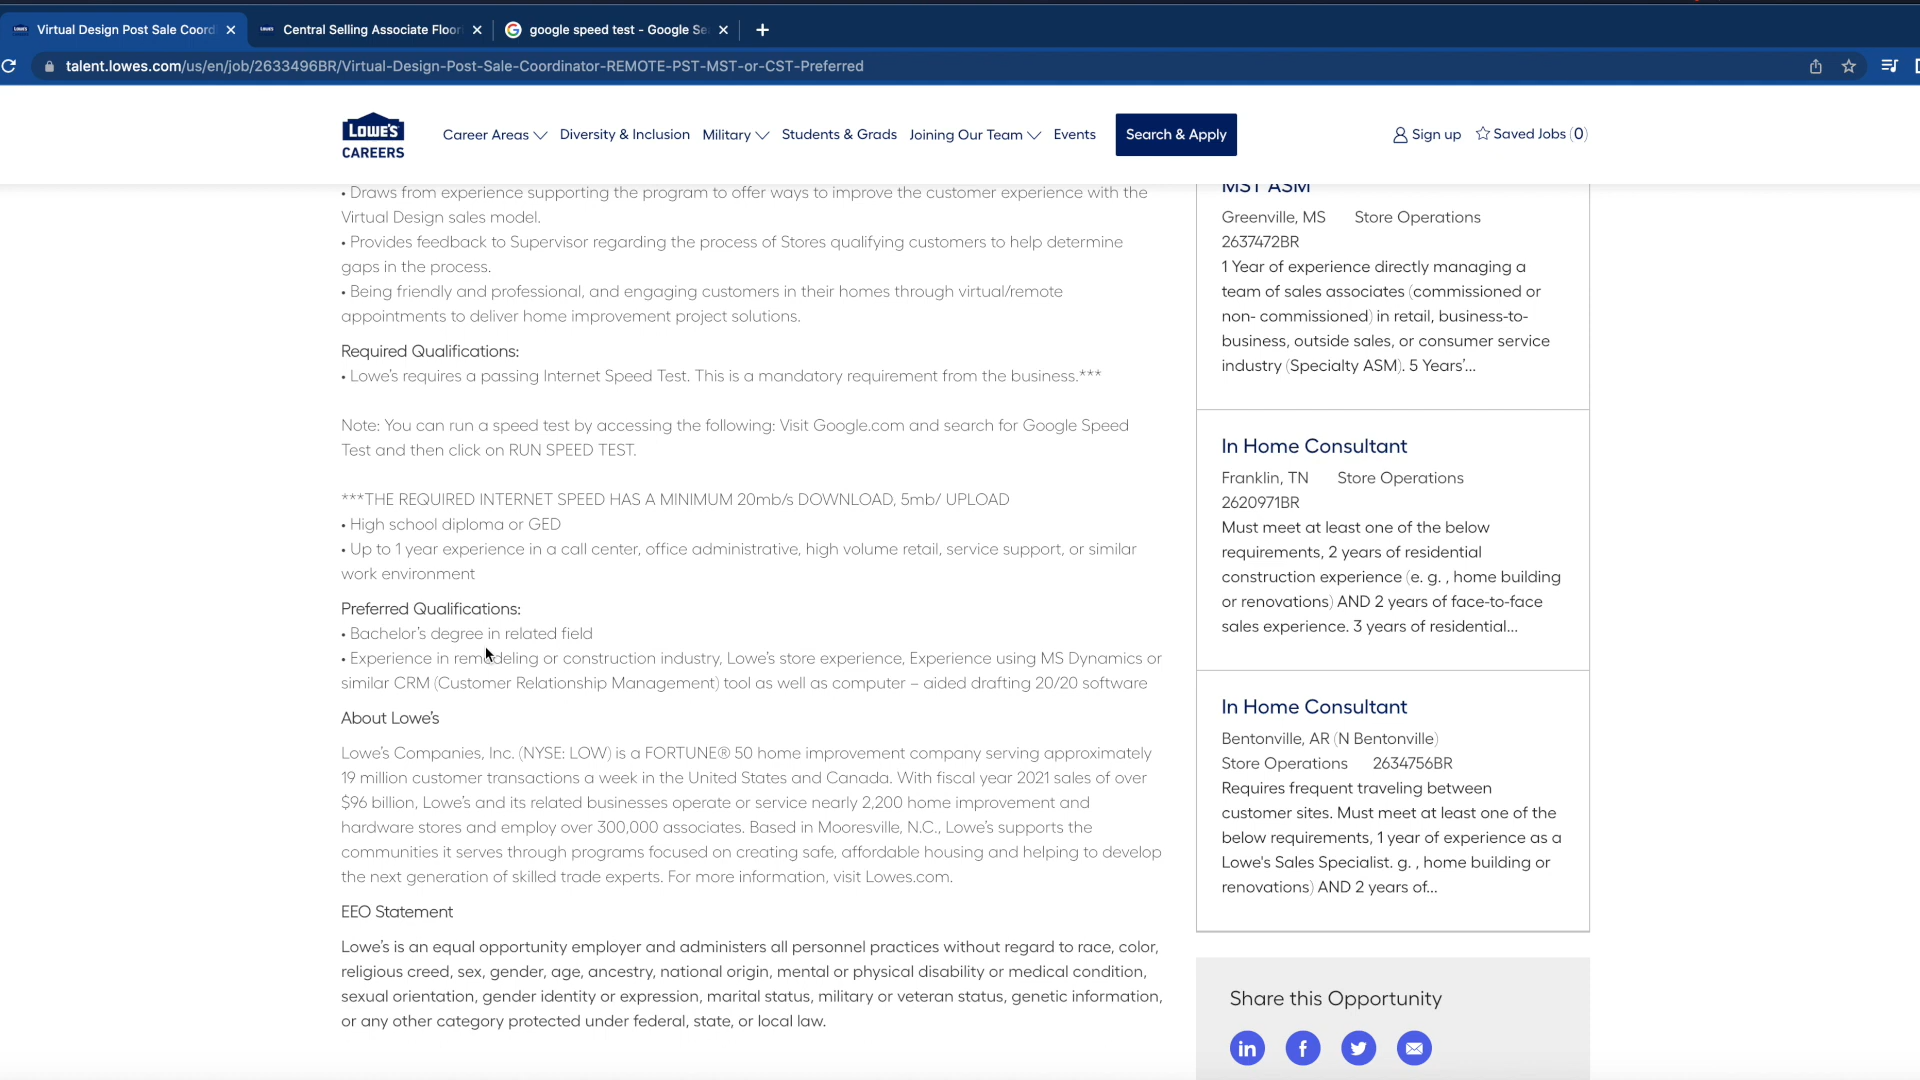 Virtual Design Post Sale Coord
Central Selling Associate Floor
google speed test - Google Se
talent.lowes.com/us/en/job/2633496BR/Virtual-Design-Post-Sale-Coordinator-REMOTE-PST-MST-or-CST-Preferred
LOWE'S
CAREERS
Career Areas
Diversity & Inclusion
Military
Students & Grads
Joining Our Team
Events
Search & Apply
Sign up
Saved Jobs (0)
• Draws from experience supporting the program to offer ways to improve the customer experience with the
Virtual Design sales model.
• Provides feedback to Supervisor regarding the process of Stores qualifying customers to help determine
gaps in the process.
• Being friendly and professional, and engaging customers in their homes through virtual/remote
appointments to deliver home improvement project solutions.
Required Qualifications:
• Lowe's requires a passing Internet Speed Test. This is a mandatory requirement from the business.***
Note: You can run a speed test by accessing the following: Visit Google.com and search for Google Speed
Test and then click on RUN SPEED TEST.
***THE REQUIRED INTERNET SPEED HAS A MINIMUM 20mb/s DOWNLOAD, 5mb/ UPLOAD
• High school diploma or GED
• Up to 1 year experience in a call center, office administrative, high volume retail, service support, or similar
work environment
Preferred Qualifications:
• Bachelor's degree in related field
• Experience in remodeling or construction industry, Lowe's store experience, Experience using MS Dynamics or
similar CRM (Customer Relationship Management) tool as well as computer – aided drafting 20/20 software
About Lowe's
Lowe's Companies, Inc. (NYSE: LOW) is a FORTUNE® 50 home improvement company serving approximately
19 million customer transactions a week in the United States and Canada. With fiscal year 2021 sales of over
$96 billion, Lowe's and its related businesses operate or service nearly 2,200 home improvement and
hardware stores and employ over 300,000 associates. Based in Mooresville, N.C., Lowe's supports the
communities it serves through programs focused on creating safe, affordable housing and helping to develop
the next generation of skilled trade experts. For more information, visit Lowes.com.
EEO Statement
Lowe's is an equal opportunity employer and administers all personnel practices without regard to race, color,
religious creed, sex, gender, age, ancestry, national origin, mental or physical disability or medical condition,
sexual orientation, gender identity or expression, marital status, military or veteran status, genetic information,
or any other category protected under federal, state, or local law.
MST ASM
Greenville, MS Store Operations
2637472BR
1 Year of experience directly managing a
team of sales associates (commissioned or
non- commissioned) in retail, business-to-
business, outside sales, or consumer service
industry (Specialty ASM). 5 Years'...
In Home Consultant
Franklin, TN Store Operations
2620971BR
Must meet at least one of the below
requirements, 2 years of residential
construction experience (e. g. , home building
or renovations) AND 2 years of face-to-face
sales experience. 3 years of residential...
In Home Consultant
Bentonville, AR (N Bentonville)
Store Operations 2634756BR
Requires frequent traveling between
customer sites. Must meet at least one of the
below requirements, 1 year of experience as a
Lowe's Sales Specialist. g. , home building or
renovations) AND 2 years of...
Share this Opportunity